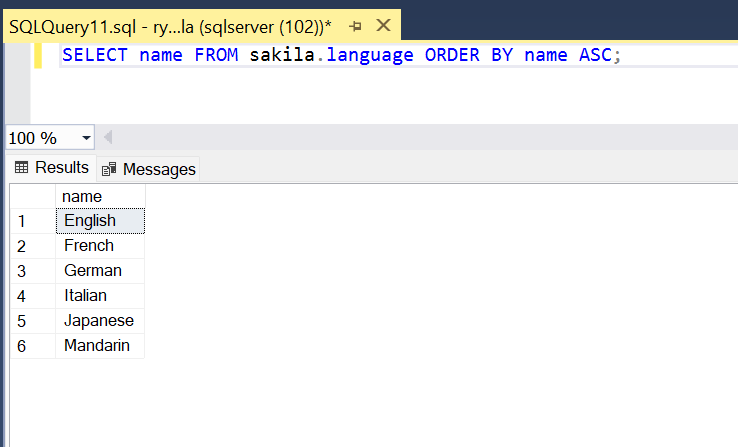 SQLQuery11.sql - ry...la (sqlserver (102))*
SELECT name FROM sakila.language ORDER BY name ASC;
100 %
Results Messages
name
1 English
2 French
3 German
4 Italian
5 Japanese
6 Mandarin